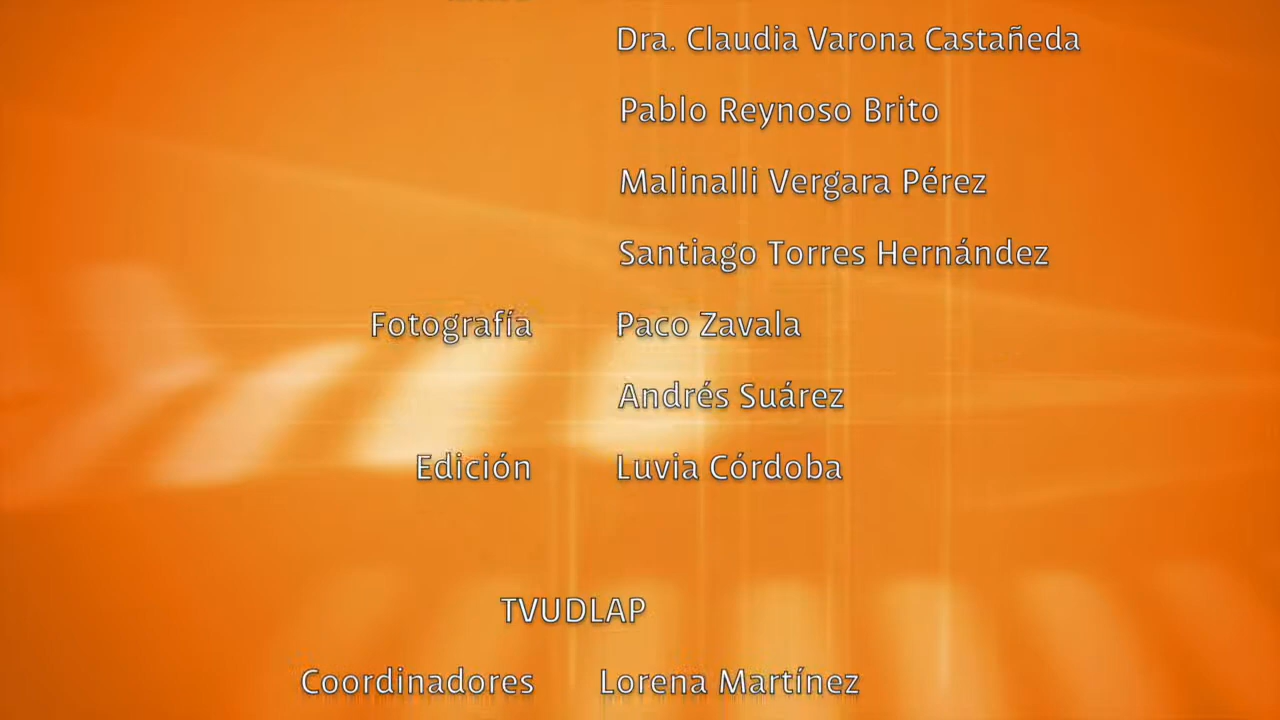 Dra. Claudia Varona Castañeda
Pablo Reynoso Brito
Malinalli Vergara Pérez
Santiago Torres Hernández
Fotografía Paco Zavala
Andrés Suárez
Edición Luvia Córdoba
TVUDLAP
Coordinadores Lorena Martínez